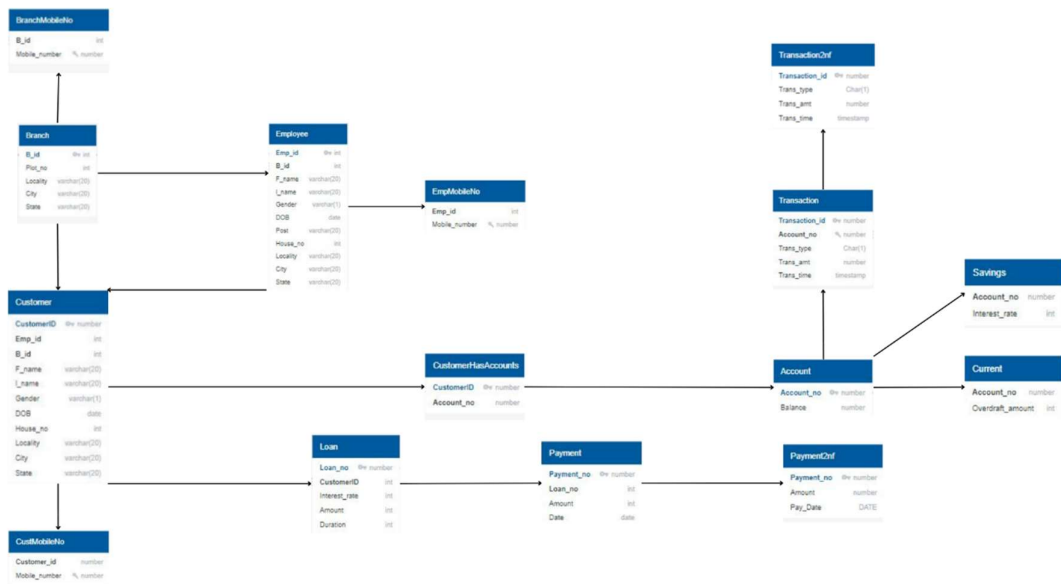 BranchMobileNo
B_id int
Mobile_number number
Branch
B_id int
Plot_no int
Locality varchar(20)
City varchar(20)
State varchar(20)
Employee
Emp_id int
B_id int
F_name varchar(20)
l_name varchar(20)
Gender varchar(1)
DOB date
Post varchar(20)
House_no int
Locality varchar(20)
City varchar(20)
State varchar(20)
EmpMobileNo
Emp_id int
Mobile_number number
Customer
CustomerID number
Emp_id int
B_id int
F_name varchar(20)
l_name varchar(20)
Gender varchar(1)
DOB date
House_no int
Locality varchar(20)
City varchar(20)
State varchar(20)
CustMobileNo
Customer_id number
Mobile_number number
CustomerHasAccounts
CustomerID number
Account_no number
Loan
Loan_no number
CustomerID int
Interest_rate int
Amount int
Duration int
Payment
Payment_no number
Loan_no int
Amount int
Date date
Payment2nf
Payment_no number
Amount number
Pay_Date DATE
Transaction2nf
Transaction_id number
Trans_type Char(1)
Trans_amt number
Trans_time timestamp
Transaction
Transaction_id number
Account_no number
Trans_type Char(1)
Trans_amt number
Trans_time timestamp
Account
Account_no number
Balance number
Savings
Account_no number
Interest_rate int
Current
Account_no number
Overdraft_amount int